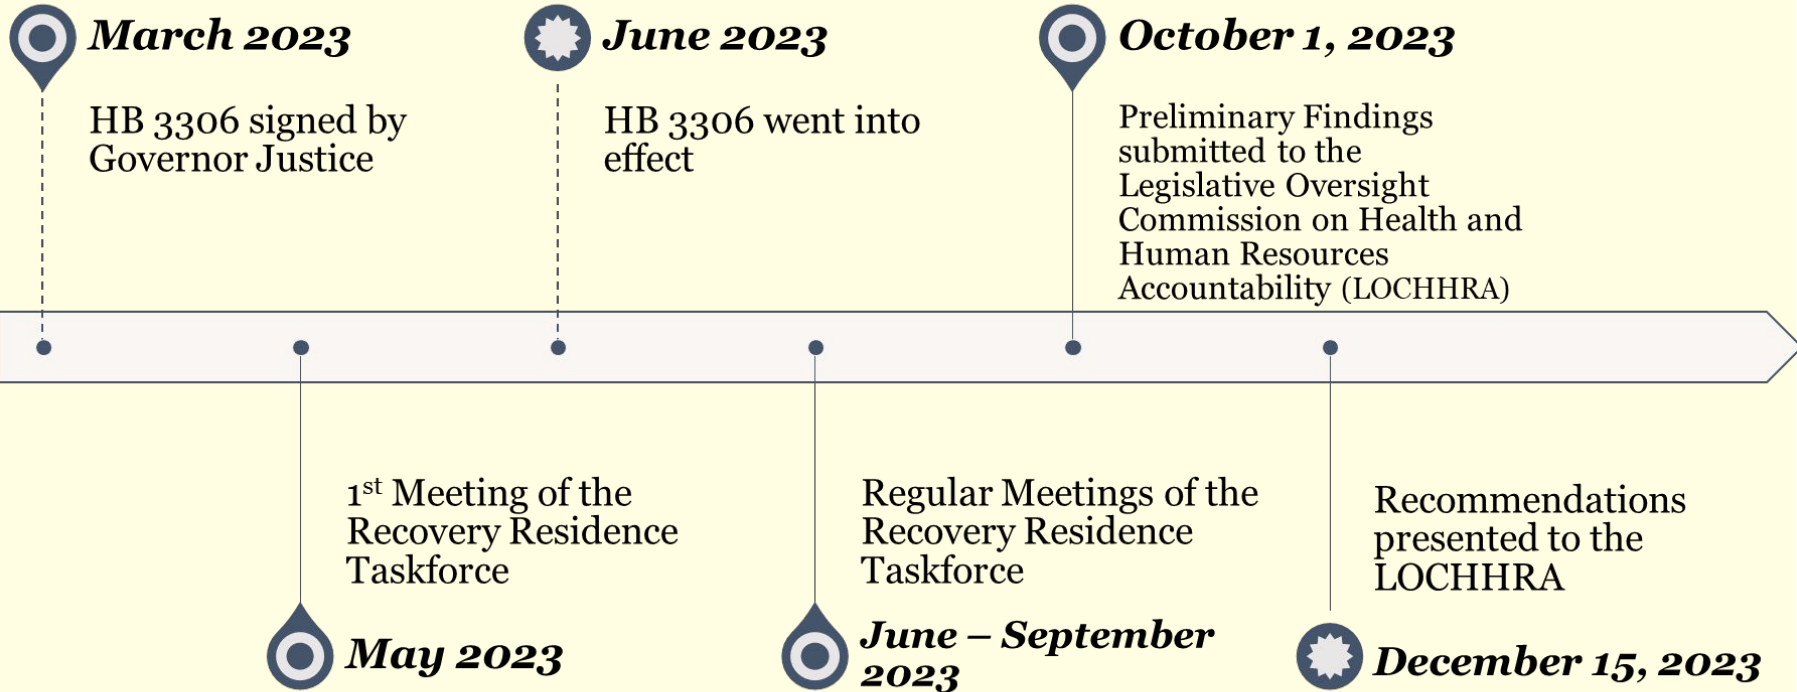 March 2023
HB 3306 signed by
Governor Justice
June 2023
HB 3306 went into
effect
October 1, 2023
Preliminary Findings
submitted to the
Legislative Oversight
Commission on Health and
Human Resources
Accountability (LOCHHRA)
1st Meeting of the
Recovery Residence
Taskforce
May 2023
Regular Meetings of the
Recovery Residence
Taskforce
June – September
2023
Recommendations
presented to the
LOCHHRA
December 15, 2023